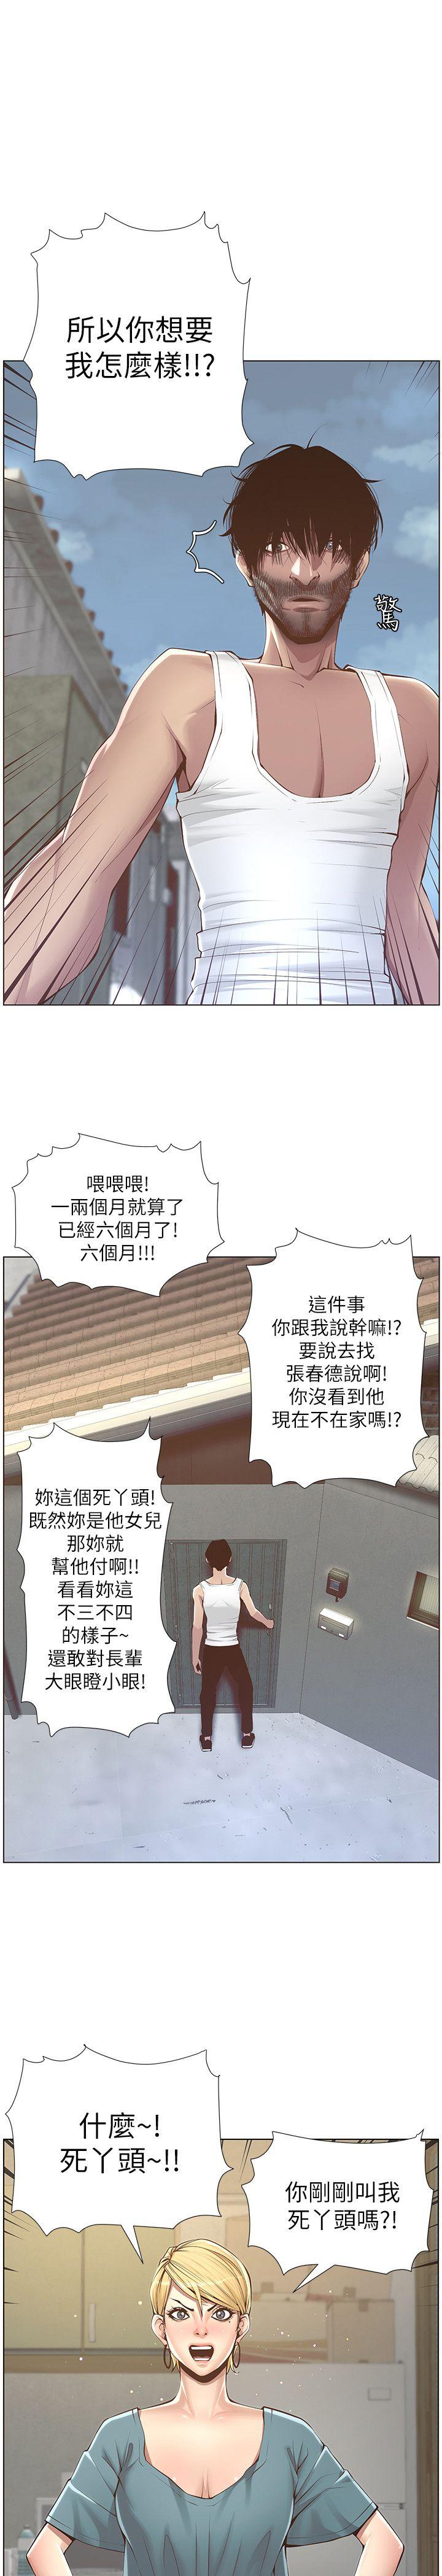 所以你想要
我怎麼樣!!?
驚
喂喂喂!
一兩個月就算了
已經六個月了!
六個月!!!
這件事
你跟我說幹嘛!?
要說去找
張春德說啊!
你沒看到他
現在不在家嗎!?
妳這個死丫頭!
既然妳是他女兒
那妳就
幫他付啊!!
看看妳這
不三不四
的樣子~
還敢對長輩
大眼瞪小眼!
什麼~!
死丫頭~!!
你剛剛叫我
死丫頭嗎?!